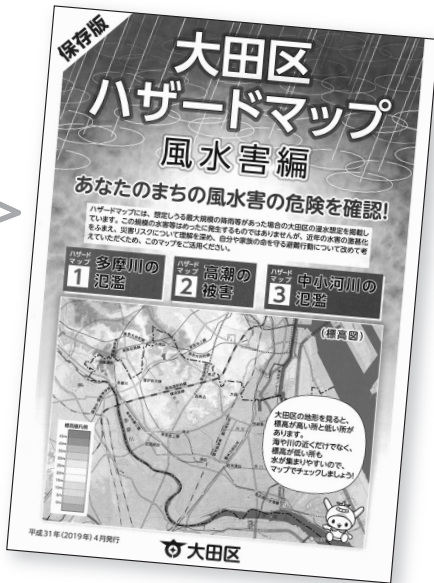 保存版
大田区
ハザードマップ
風水害編
あなたのまちの風水害の危険を確認!
ハザードマップには、想定しうる最大規模の降雨等があった場合の大田区の浸水想定を掲載し
ています。この規模の水害等はめったに発生するものではありませんが、近年の水害の激甚化
をふまえ、災害リスクについて理解を深め、自分や家族の命を守る避難行動について改めて考
えていただくため、このマップをご活用ください。
ハザードマップ
1 多摩川の
氾濫
ハザードマップ
2 高潮の
被害
ハザードマップ
3 中小河川の
氾濫
(標高図)
大田区の地形を見ると、
標高が高い所と低い所が
あります。
海や川の近くだけでなく、
標高が低い所も
水が集まりやすいので、
マップでチェックしましょう!
平成31年(2019年)4月発行
大田区